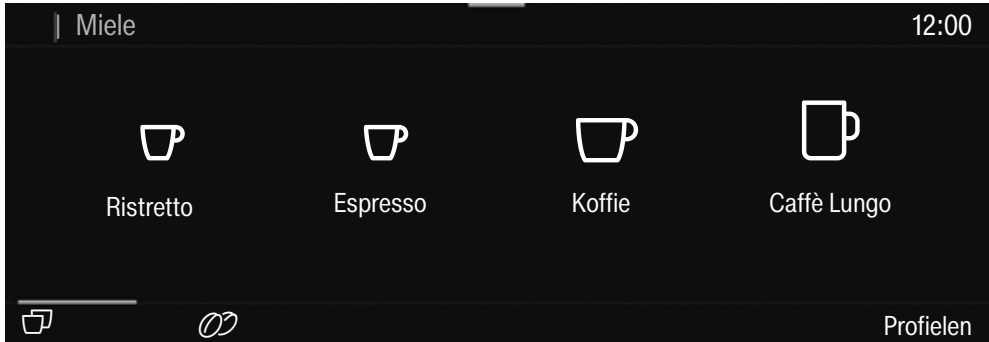 | Miele
12:00
Ristretto
Espresso
Koffie
Caffè Lungo
Profielen